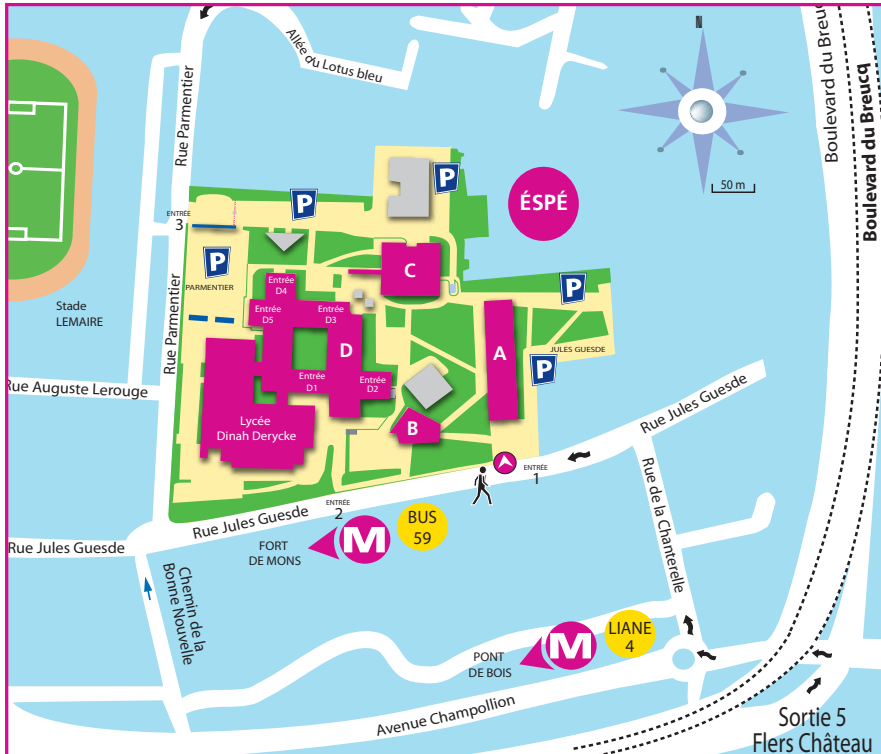 Allée du Lotus bleu
N
Boulevard du Breuc
Boulevard du Breucq
50 m
Rue Parmentier
ÉSPÉ
P
P
ENTRÉE
3
P
PARMENTIER
C
P
Stade
LEMAIRE
Rue Parmentier
Entrée
D4
Entrée
D5
Entrée
D3
D
A
JULES GUESDE
P
Entrée
D1
Entrée
D2
Rue Auguste Lerouge
Lycée
Dinah Derycke
B
Rue Jules Guesde
ENTRÉE
1
Rue de la Chanterelle
ENTRÉE
2
Rue Jules Guesde
BUS
59
M
FORT
DE MONS
Rue Jules Guesde
Chemin de la
Bonne Nouvelle
LIANE
4
M
PONT
DE BOIS
Avenue Champollion
Sortie 5
Flers Château